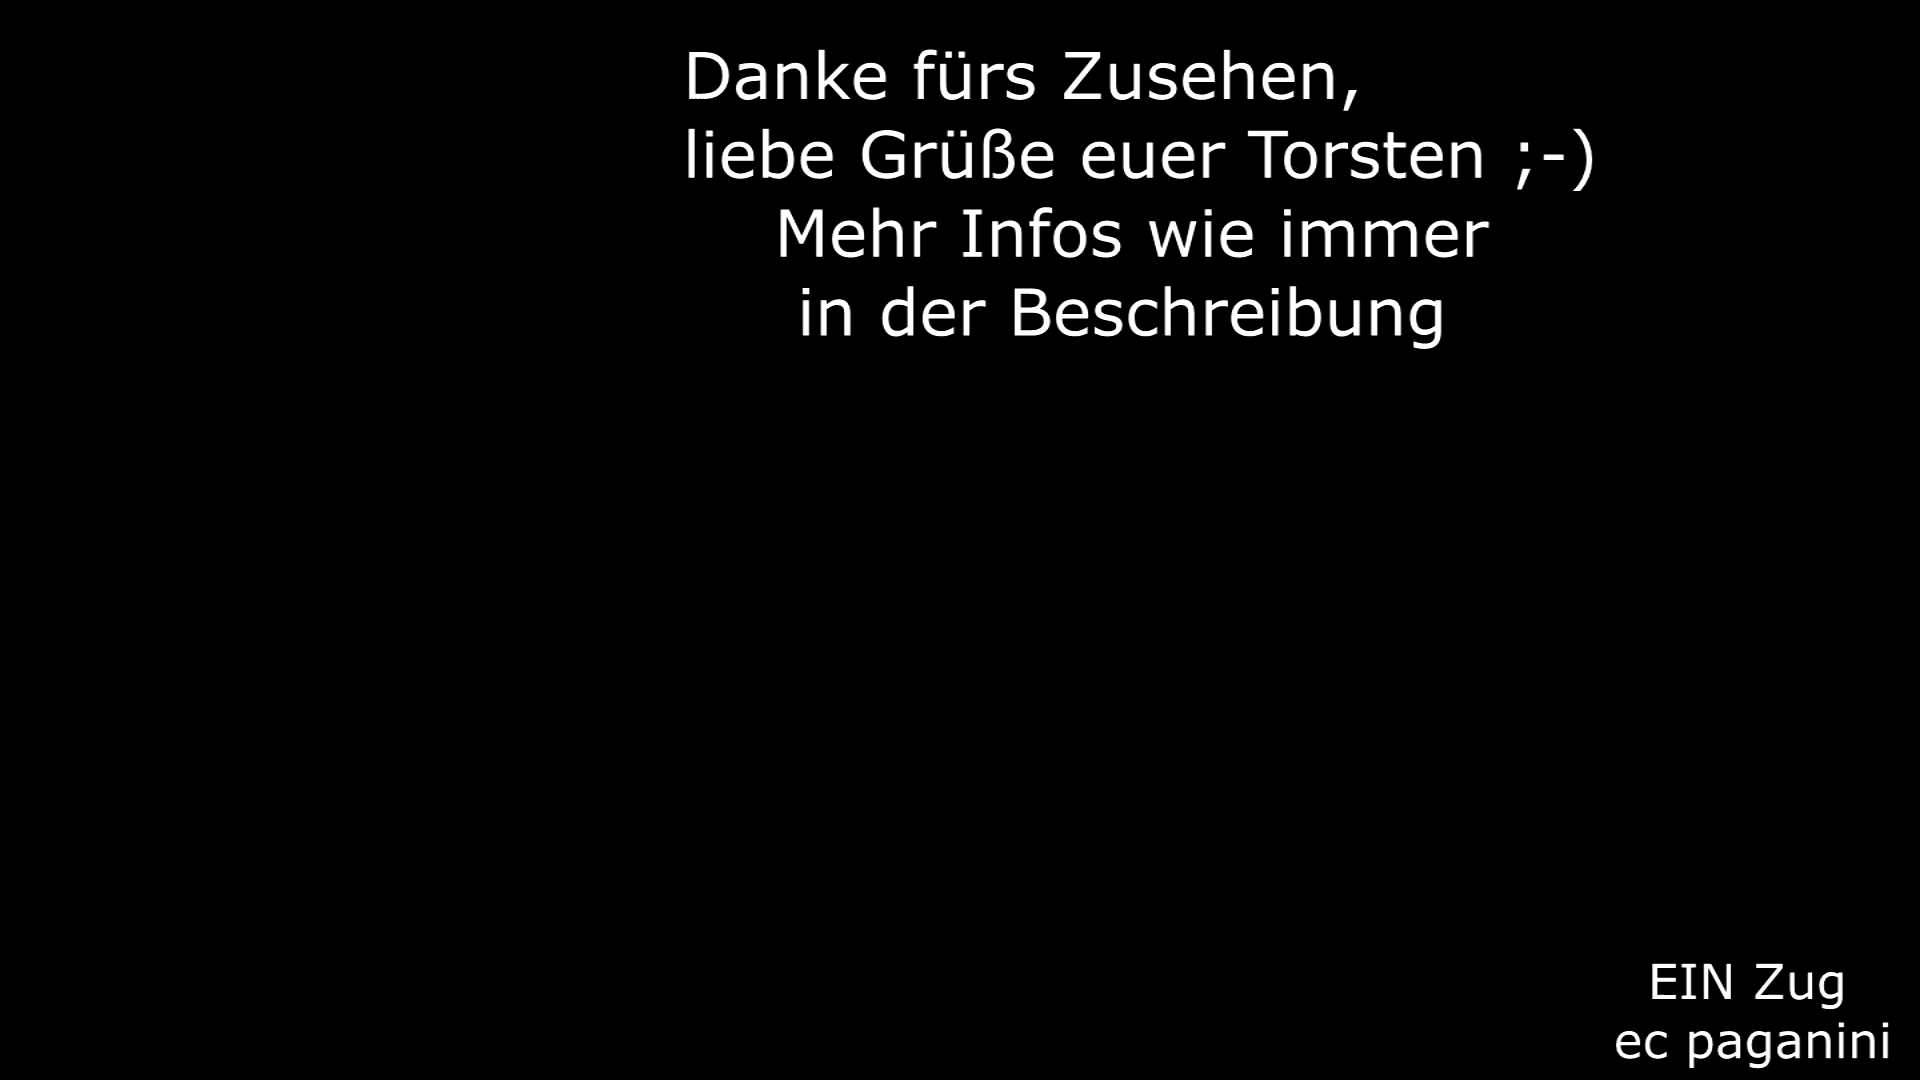 Danke fürs Zusehen,
liebe Grüße euer Torsten ;-)
Mehr Infos wie immer
in der Beschreibung
EIN Zug
ec paganini